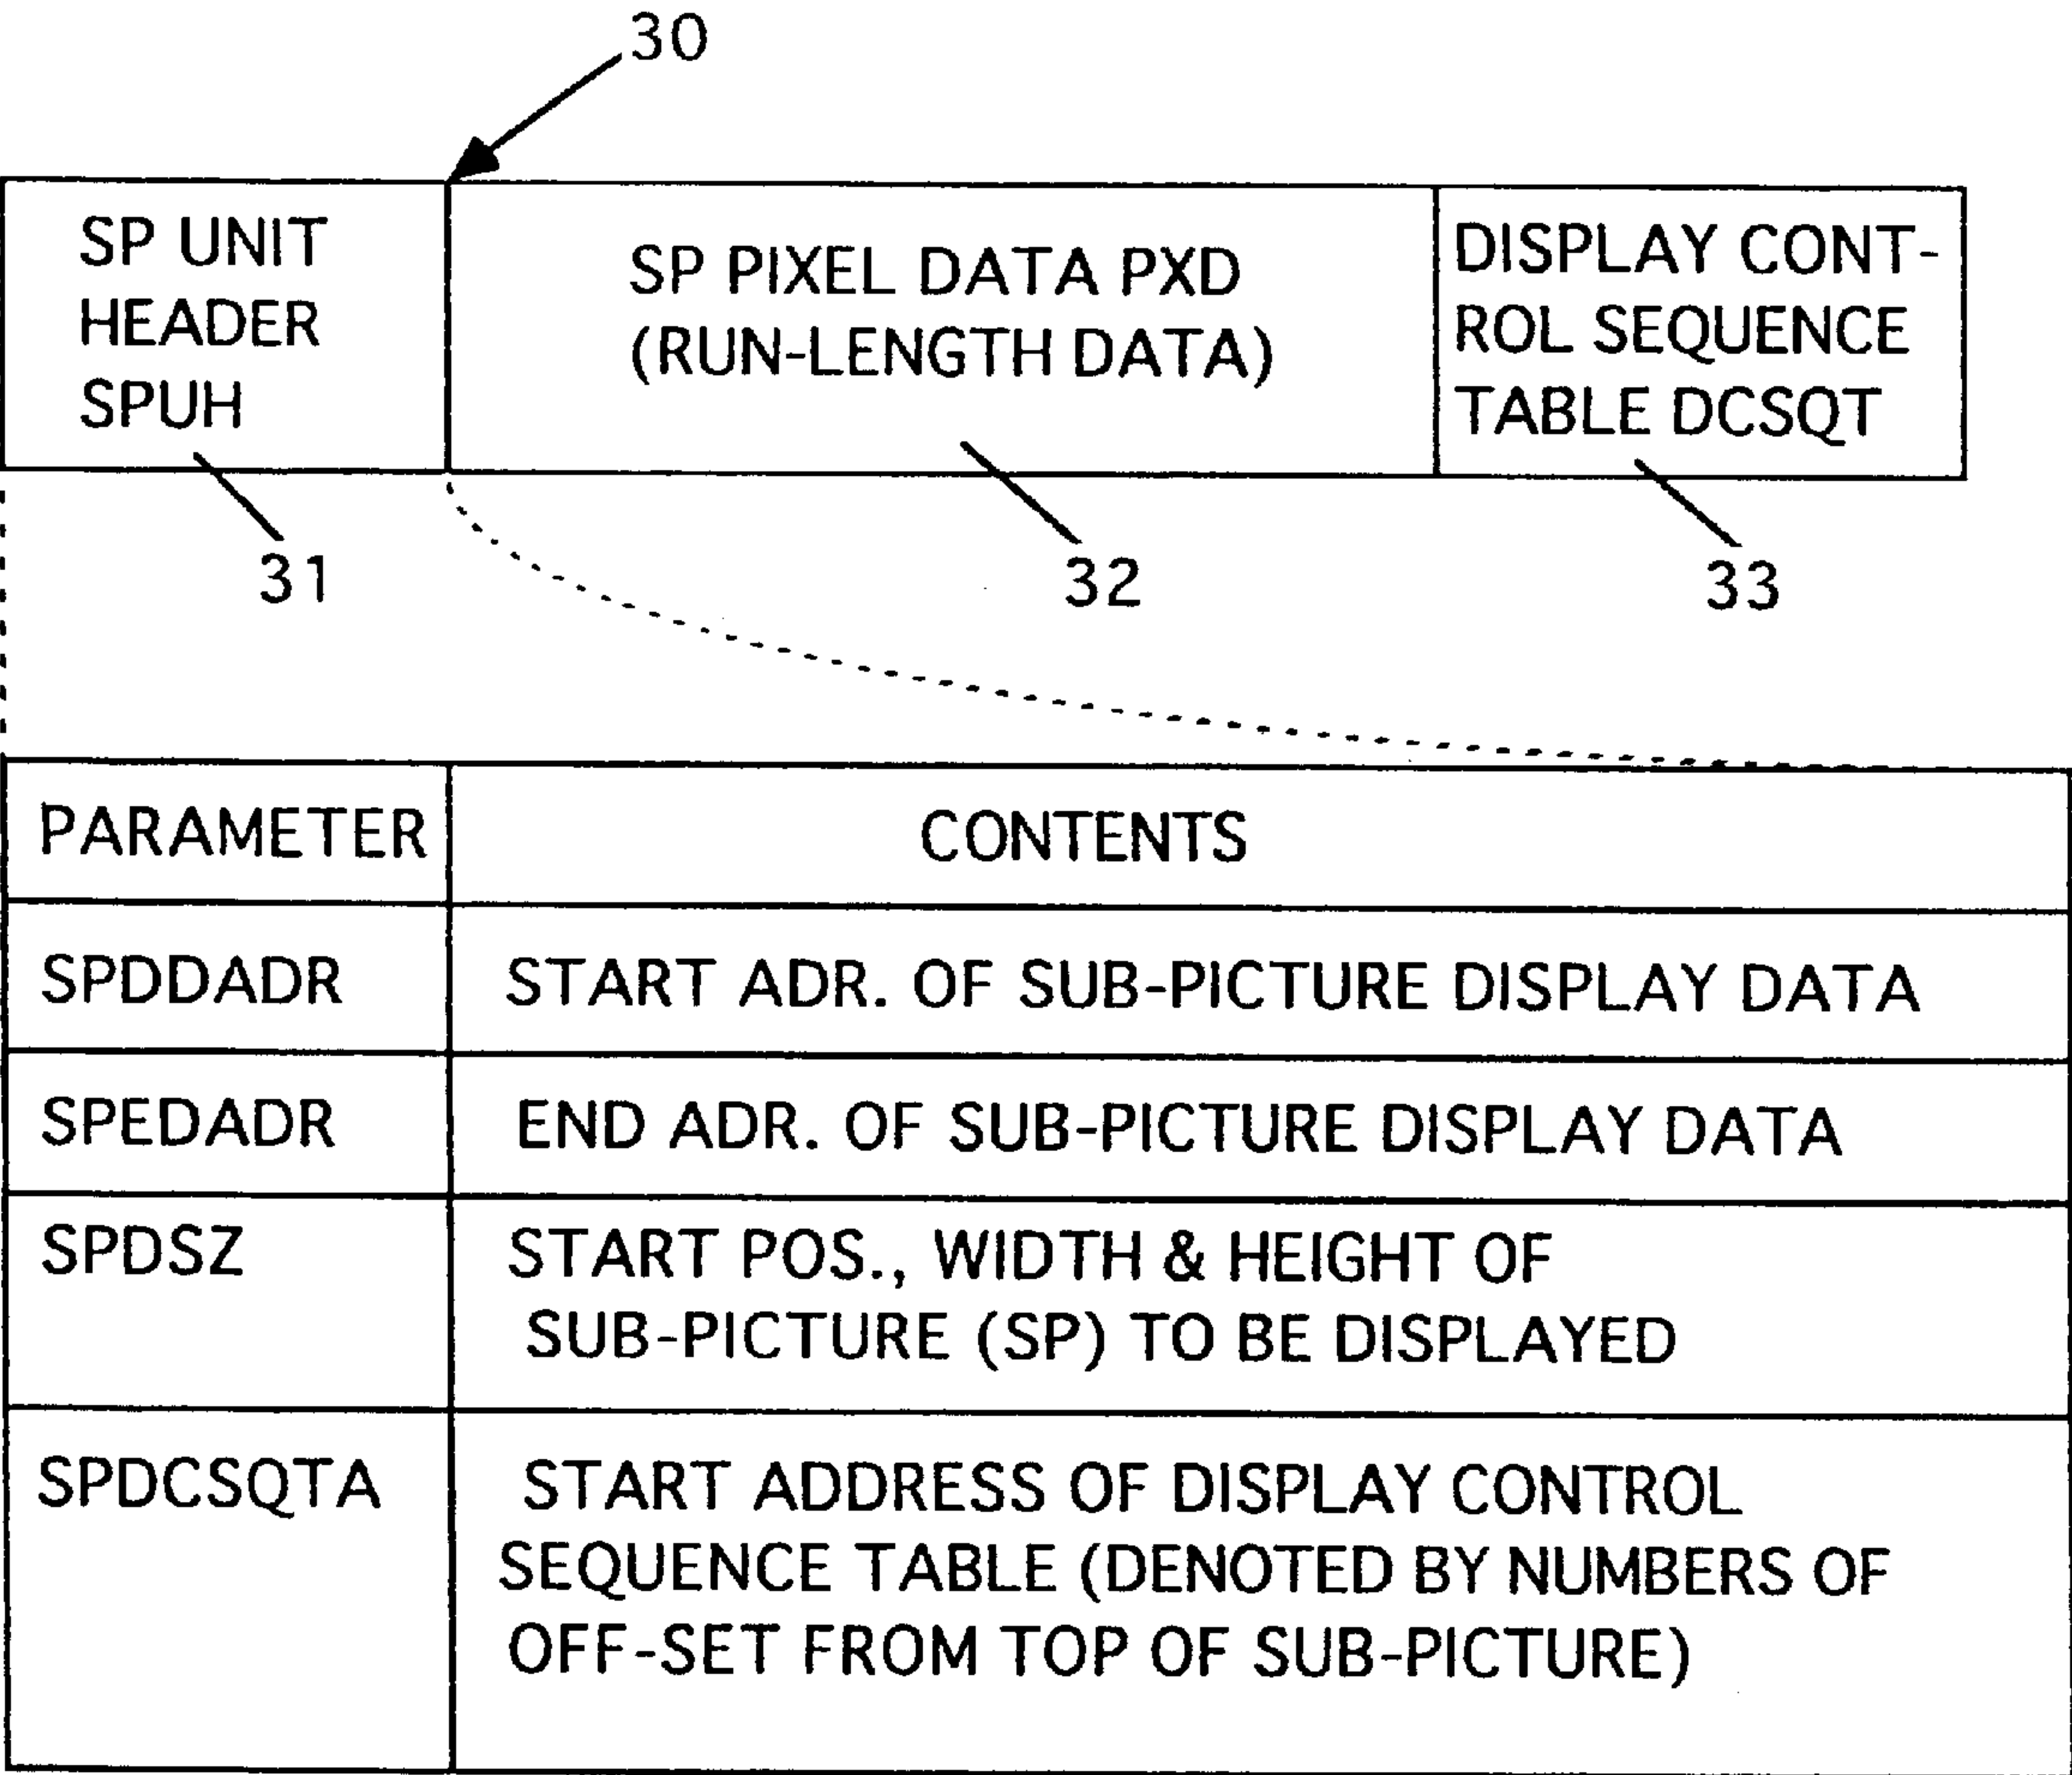 30
SP UNIT
HEADER
SPUH
SP PIXEL DATA PXD
(RUN-LENGTH DATA)
DISPLAY CONT-
ROL SEQUENCE
TABLE DCSQT
31
32
33
PARAMETER
CONTENTS
SPDDADR
START ADR. OF SUB-PICTURE DISPLAY DATA
SPEDADR
END ADR. OF SUB-PICTURE DISPLAY DATA
SPDSZ
START POS., WIDTH & HEIGHT OF
SUB-PICTURE (SP) TO BE DISPLAYED
SPDCSQTA
START ADDRESS OF DISPLAY CONTROL
SEQUENCE TABLE (DENOTED BY NUMBERS OF
OFF-SET FROM TOP OF SUB-PICTURE)